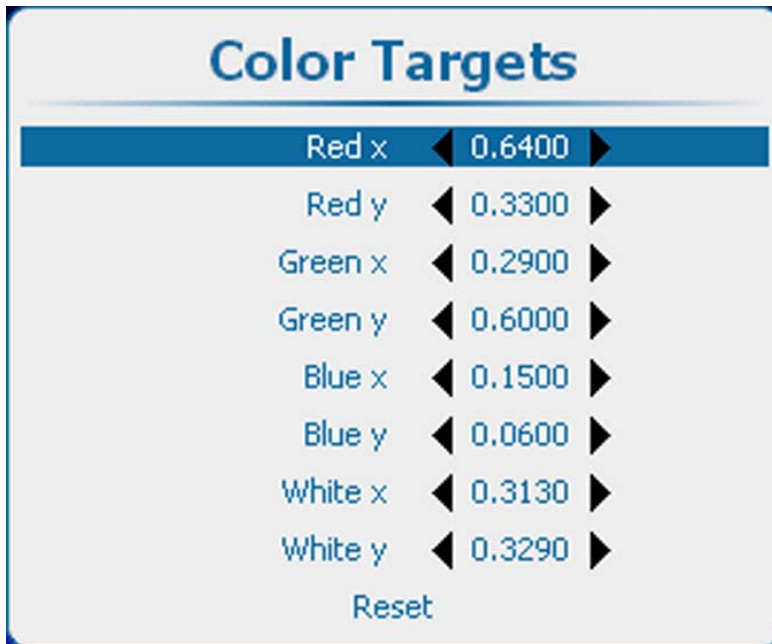 Color Targets
Red x 0.6400
Red y 0.3300
Green x 0.2900
Green y 0.6000
Blue x 0.1500
Blue y 0.0600
White x 0.3130
White y 0.3290
Reset